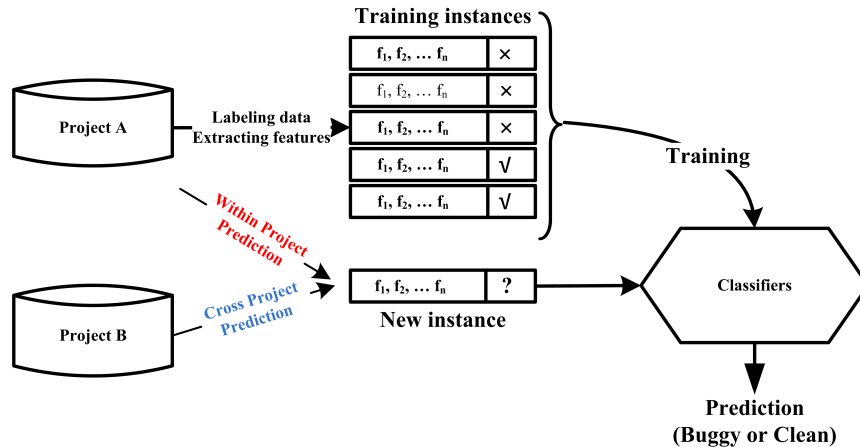 Training instances
f₁, f₂, ... fₙ ×
f₁, f₂, ... fₙ ×
f₁, f₂, ... fₙ ×
f₁, f₂, ... fₙ √
f₁, f₂, ... fₙ √
Project A
Labeling data
Extracting features
Training
Within Project
Prediction
Cross Project
Prediction
Project B
f₁, f₂, ... fₙ ?
New instance
Classifiers
Prediction
(Buggy or Clean)